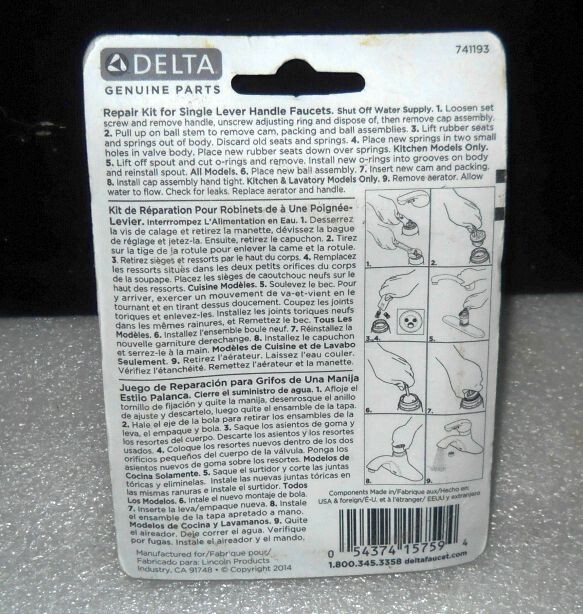 741193
DELTA
GENUINE PARTS
Repair Kit for Single Lever Handle Faucets. Shut Off Water Supply. 1. Loosen set
screw and remove handle, unscrew adjusting ring and dispose of, then remove cap assembly.
2. Pull up on ball stem to remove cam, packing and ball assemblies. 3. Lift rubber seats
and springs out of body. Discard old seats and springs. 4. Place new springs in two small
holes in valve body. Place new rubber seats down over springs. Kitchen Models Only.
5. Lift off spout and cut o-rings and remove. Install new o-rings into grooves on body
and reinstall spout. All Models. 6. Place new ball assembly. 7. Insert new cam and packing.
8. Install cap assembly hand tight. Kitchen & Lavatory Models Only. 9. Remove aerator. Allow
water to flow. Check for leaks. Replace aerator and handle.
Kit de Réparation Pour Robinets de à Une Poignée-
Levier. Interrrompez L'Alimentation en Eau. 1. Desserrez
la vis de calage et retirez la manette, dévissez la bague
de réglage et jetez-la. Ensuite, retirez le capuchon. 2. Tirez
sur la tige de la rotule pour enlever la came et la rotule.
3. Retirez sièges et ressorts par le haut du corps. 4. Remplacez
les ressorts situés dans les deux petits orifices du corps
de la soupape. Placez les sièges de caoutchouc neufs sur le
haut des ressorts. Cuisine Modèles. 5. Soulevez le bec. Pour
y arriver, exercer un mouvement de va-et-vient en le
tournant et en tirant dessus doucement. Coupez les joints
toriques et enlevez-les. Installez les joints toriques neufs
dans les mêmes rainures, et Remettez le bec. Tous Les
Modèles. 6. Installez l'ensemble boule neuf. 7. Réinstallez la
nouvelle garniture derechange. 8. Installez le capuchon
et serrez-le à la main. Modèles de Cuisine et de Lavabo
Seulement. 9. Retirez l'aérateur. Laissez l'eau couler.
Vérifiez l'étanchéité. Remettez l'aérateur et la manette.
Juego de Reparación para Grifos de Una Manija
Estilo Palanca. Cierre el suministro de agua. 1. Afloje el
tornillo de fijación y quite la manija, desenrosque el anillo
de ajuste y descartelo, luego quite el ensamble de la tapa.
2. Hale el eje de la bola para retirar los ensambles de la
leva, el empaque y bola. 3. Saque los asientos de goma y
los resortes del cuerpo. Descarte los asientos y los resortes
usados. 4. Coloque los resortes nuevos dentro de los dos
orificios pequeños del cuerpo de la válvula. Ponga los
asientos nuevos de goma sobre los resortes. Modelos de
Cocina Solamente. 5. Saque el surtidor y corte las juntas
tóricas y eliminelas. Instale las nuevas juntas tóricas en
las mismas ranuras e instale el surtidor. Todos
Los Modelos. 6. Intale el nuevo montaje de bola.
7. Inserte la leva/empaque nueva. 8. Instale
el ensamble de la tapa apretado a mano.
Modelos de Cocina y Lavamanos. 9. Quite
el aireador. Deje correr el agua. Verifique
por fugas. Instale el aireador y el mando.
Manufactured for/Fabriqué pour/
Fabricado para: Lincoln Products
Industry, CA 91748 • © Copyright 2014
1.
2.
3.,4.
5.
6.
7.
8.
9.
Components Made in/Fabrique aux/Hecho en:
USA & foreign/É-U. et à l'étranger/ EEUU y extranjero
0 54374 15759 4
1.800.345.3358 deltafaucet.com